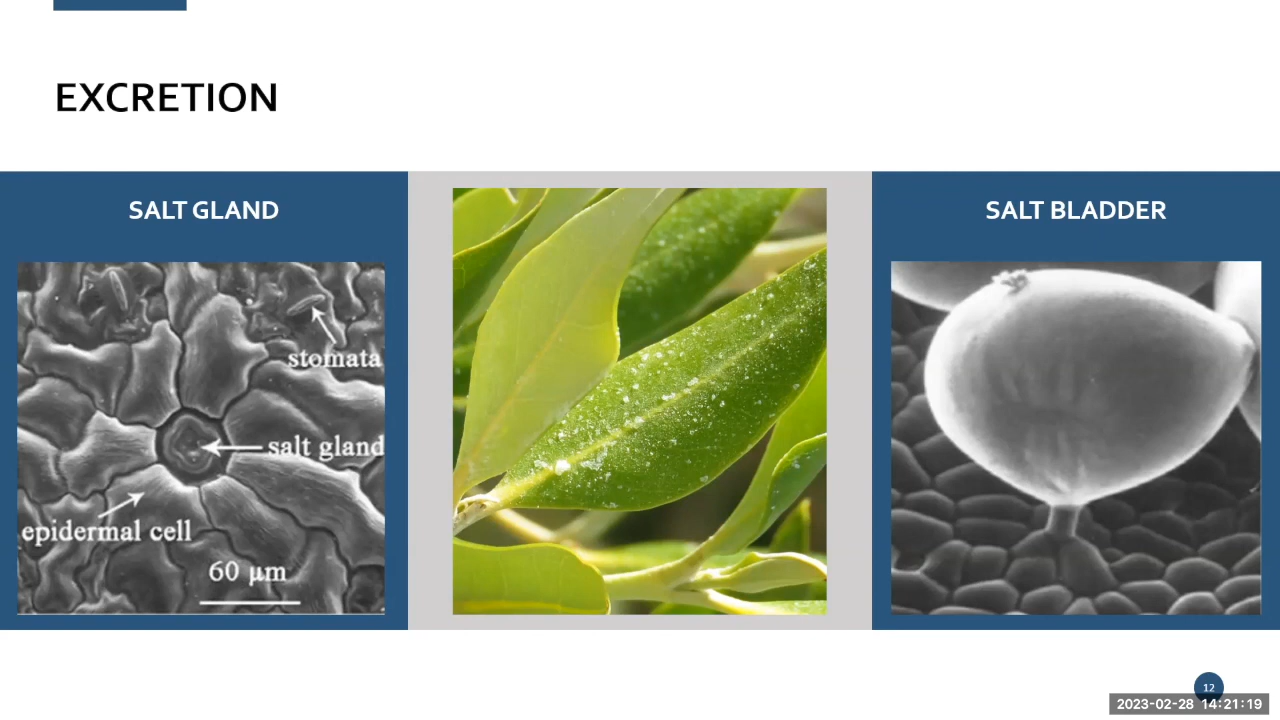 EXCRETION
SALT GLAND
stomata
salt gland
epidermal cell
60 μm
SALT BLADDER
12
2023-02-28 14:21:19